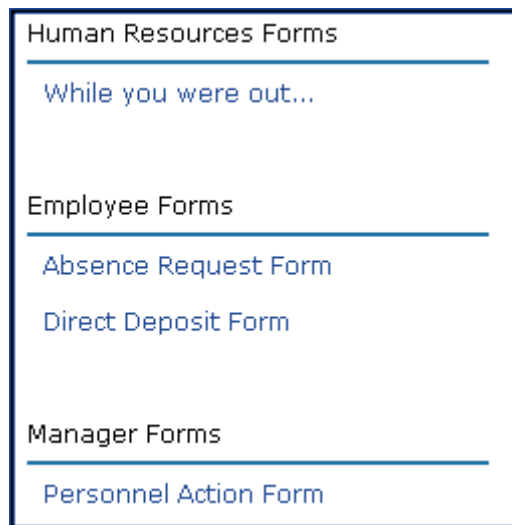 Human Resources Forms
While you were out...
Employee Forms
Absence Request Form
Direct Deposit Form
Manager Forms
Personnel Action Form